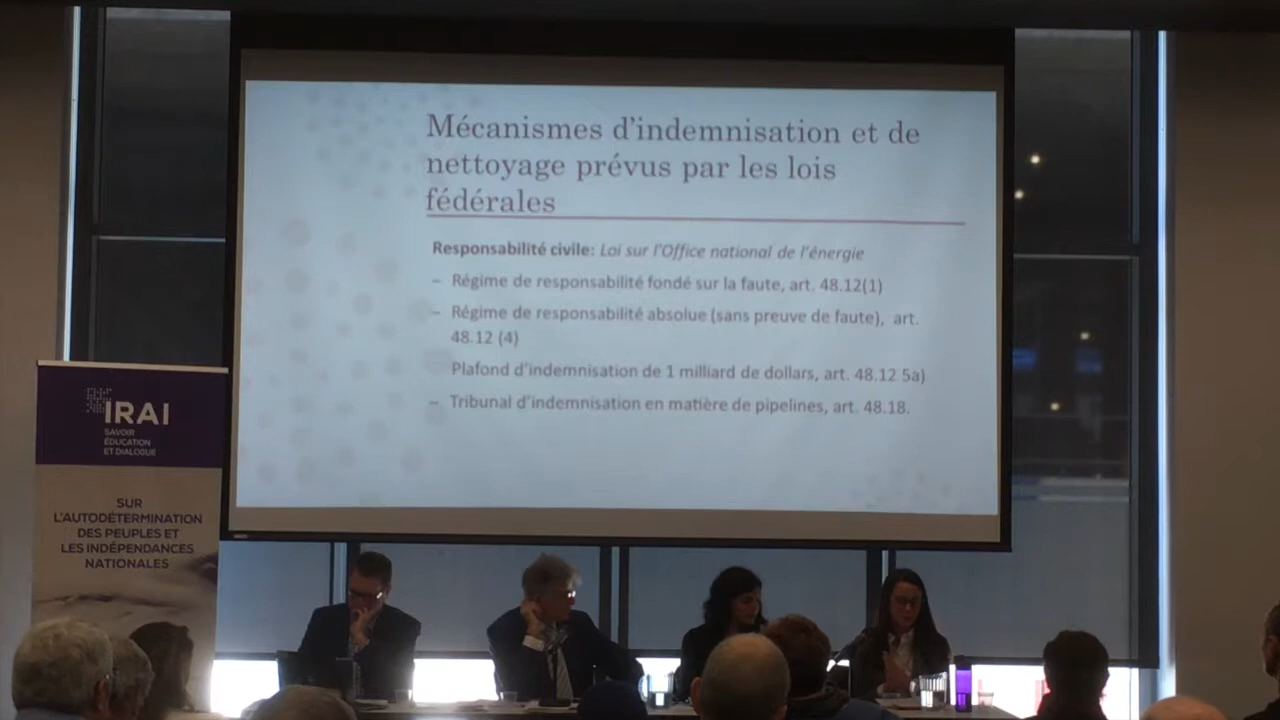 Mécanismes d'indemnisation et de
nettoyage prévus par les lois
fédérales
Responsabilité civile: Loi sur l'Office national de l'énergie
– Régime de responsabilité fondé sur la faute, art. 48.12(1)
– Régime de responsabilité absolue (sans preuve de faute), art.
48.12 (4)
Plafond d'indemnisation de 1 milliard de dollars, art. 48.12 5a)
– Tribunal d'indemnisation en matière de pipelines, art. 48.18.
IRAI
SAVOIR
ÉDUCATION
ET DIALOGUE
SUR
L'AUTODÉTERMINATION
DES PEUPLES ET
LES INDÉPENDANCES
NATIONALES